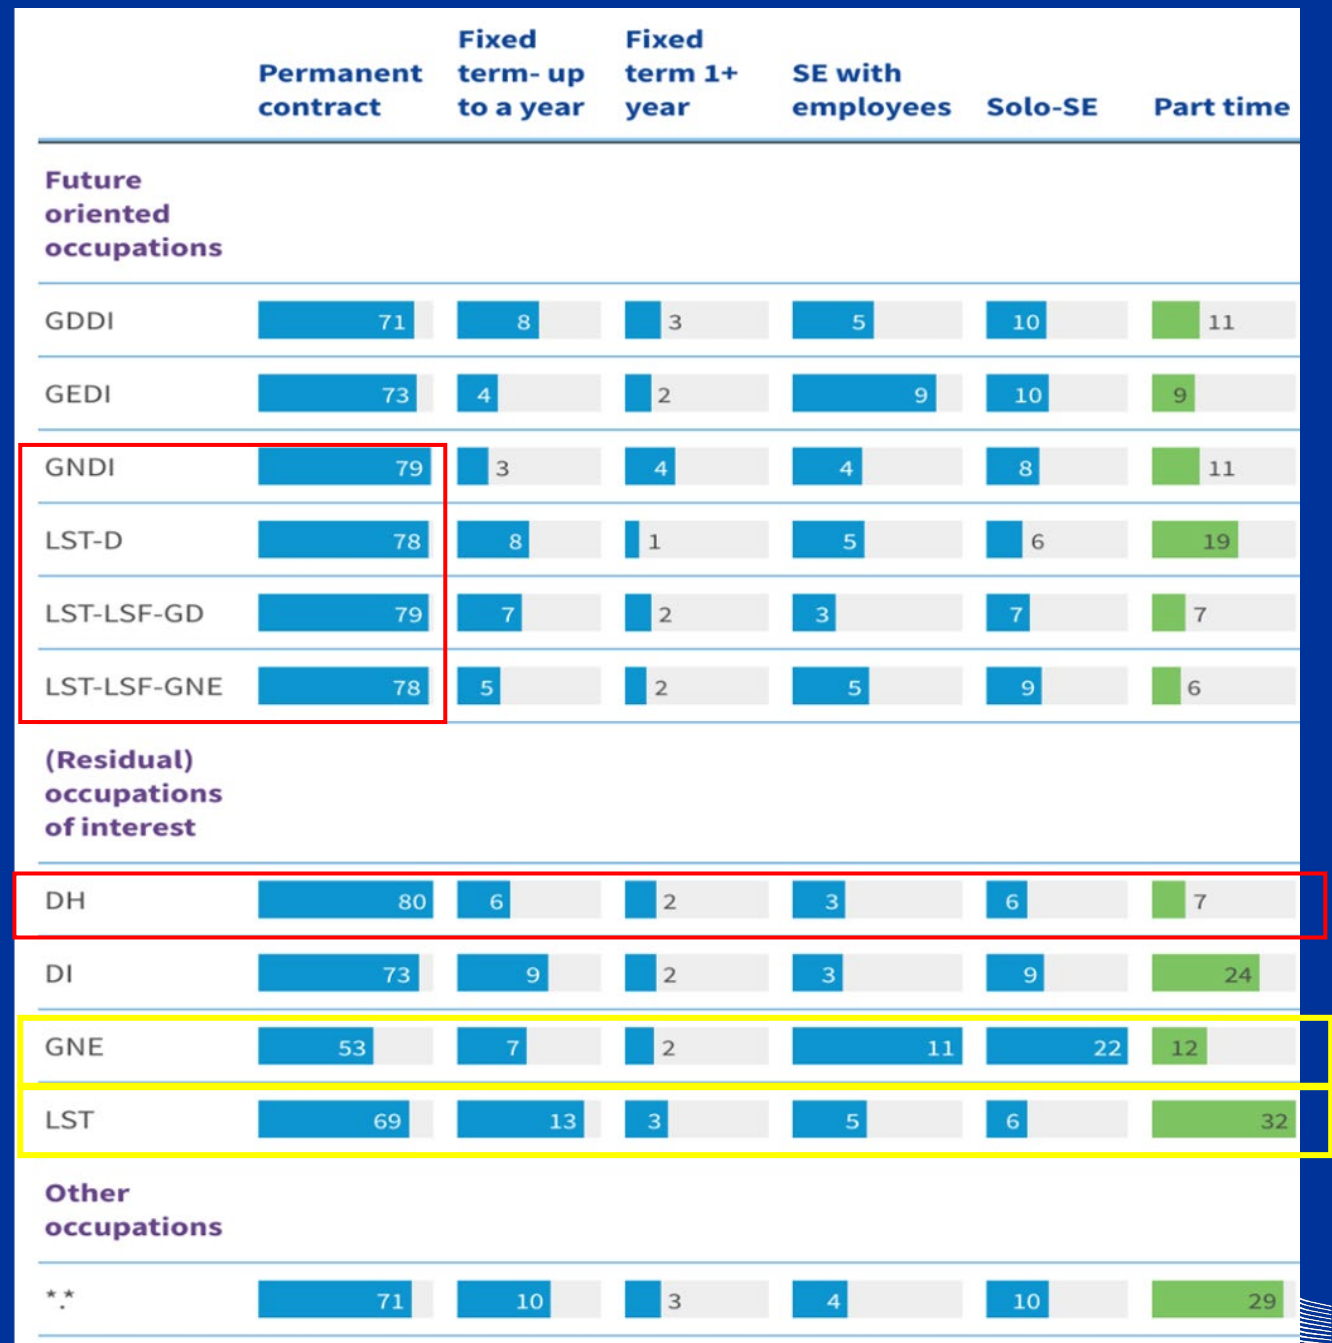 Permanent contract Fixed term- up to a year Fixed term 1+ year SE with employees Solo-SE Part time
Future
oriented
occupations
GDDI 71 8 3 5 10 11
GEDI 73 4 2 9 10 9
GNDI 79 3 4 4 8 11
LST-D 78 8 1 5 6 19
LST-LSF-GD 79 7 2 3 7 7
LST-LSF-GNE 78 5 2 5 9 6
(Residual)
occupations
of interest
DH 80 6 2 3 6 7
DI 73 9 2 3 9 24
GNE 53 7 2 11 22 12
LST 69 13 3 5 6 32
Other
occupations
*.* 71 10 3 4 10 29